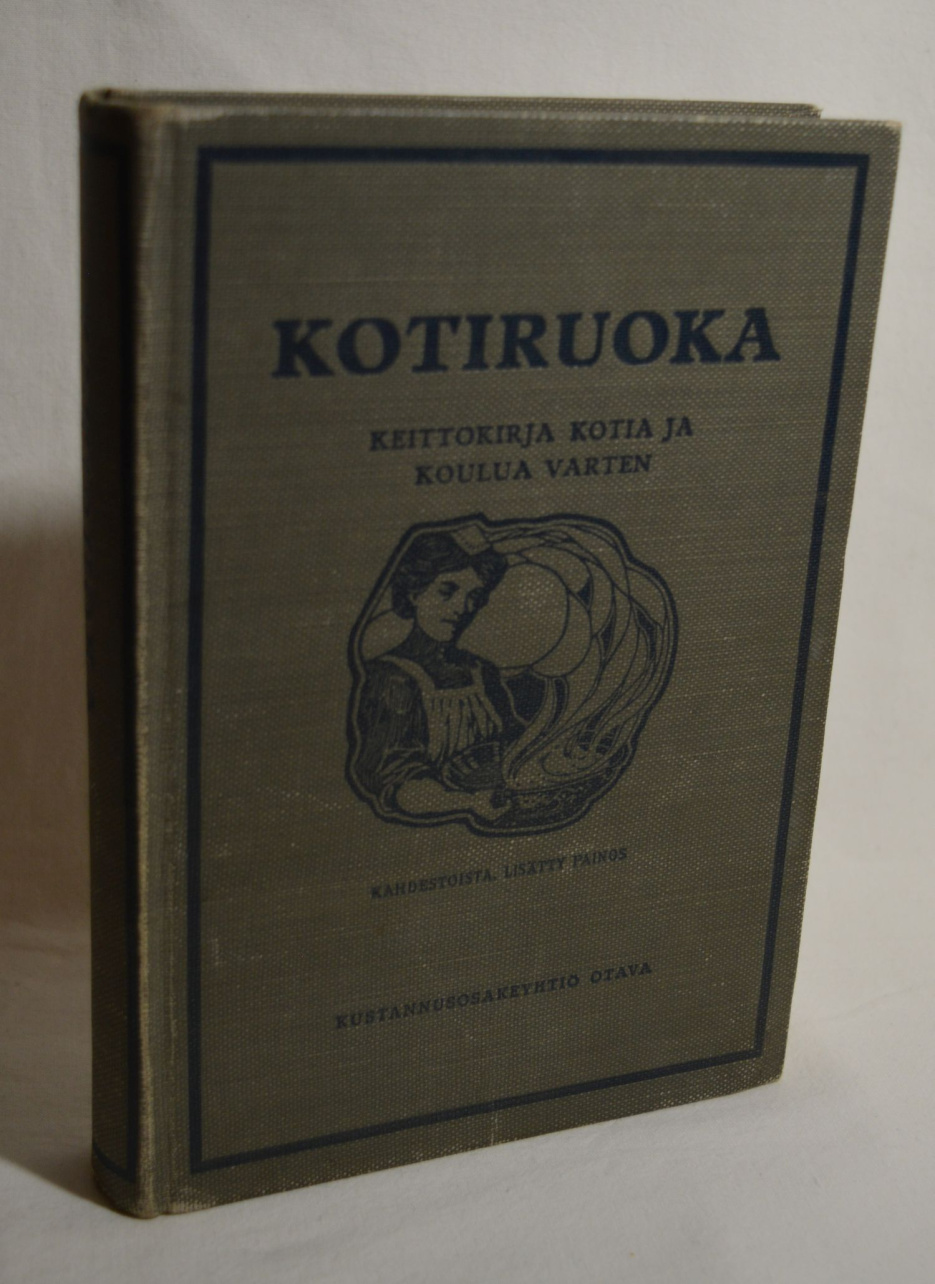 KOTIRUOKA
KEITTOKIRJA KOTIA JA
KOULUA VARTEN
KAHDESTOISTA, LISÄTTY PAINOS
KUSTANNUSOSAKEYHTIÖ OTAVA